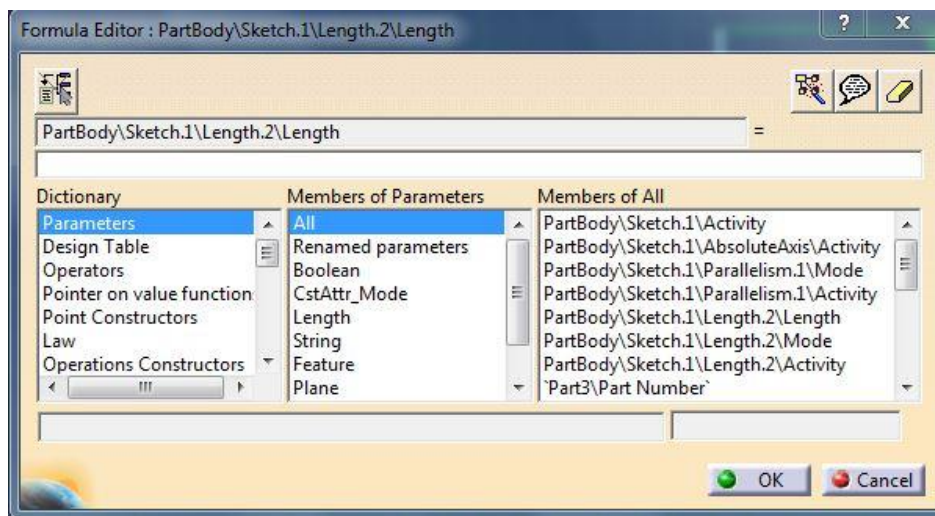 Formula Editor : PartBody\Sketch.1\Length.2\Length
? X
PartBody\Sketch.1\Length.2\Length =
Dictionary Members of Parameters Members of All
Parameters All PartBody\Sketch.1\Activity
Design Table Renamed parameters PartBody\Sketch.1\AbsoluteAxis\Activity
Operators Boolean PartBody\Sketch.1\Parallelism.1\Mode
Pointer on value function CstAttr_Mode PartBody\Sketch.1\Parallelism.1\Activity
Point Constructors Length PartBody\Sketch.1\Length.2\Length
Law String PartBody\Sketch.1\Length.2\Mode
Operations Constructors Feature PartBody\Sketch.1\Length.2\Activity
Plane `Part3\Part Number`
OK Cancel